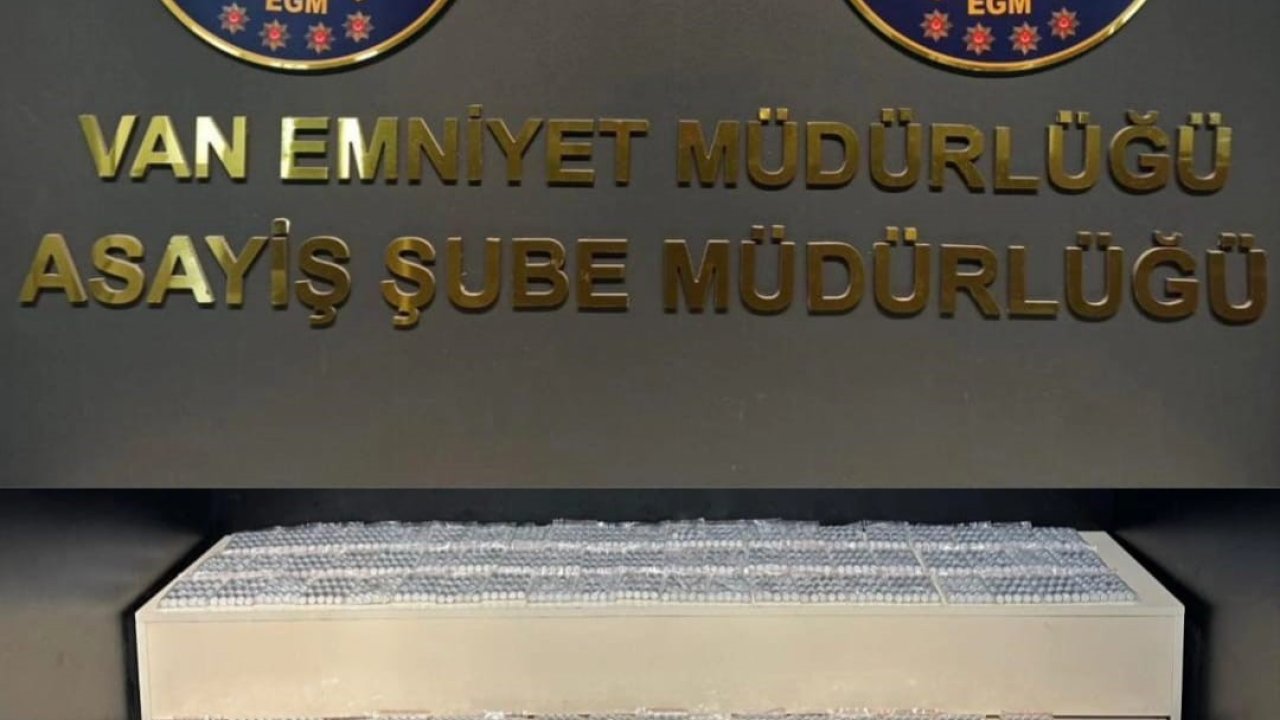 EGM EGM
VAN EMNİYET MÜDÜRLÜĞÜ
ASAYİŞ ŞUBE MÜDÜRLÜĞÜ